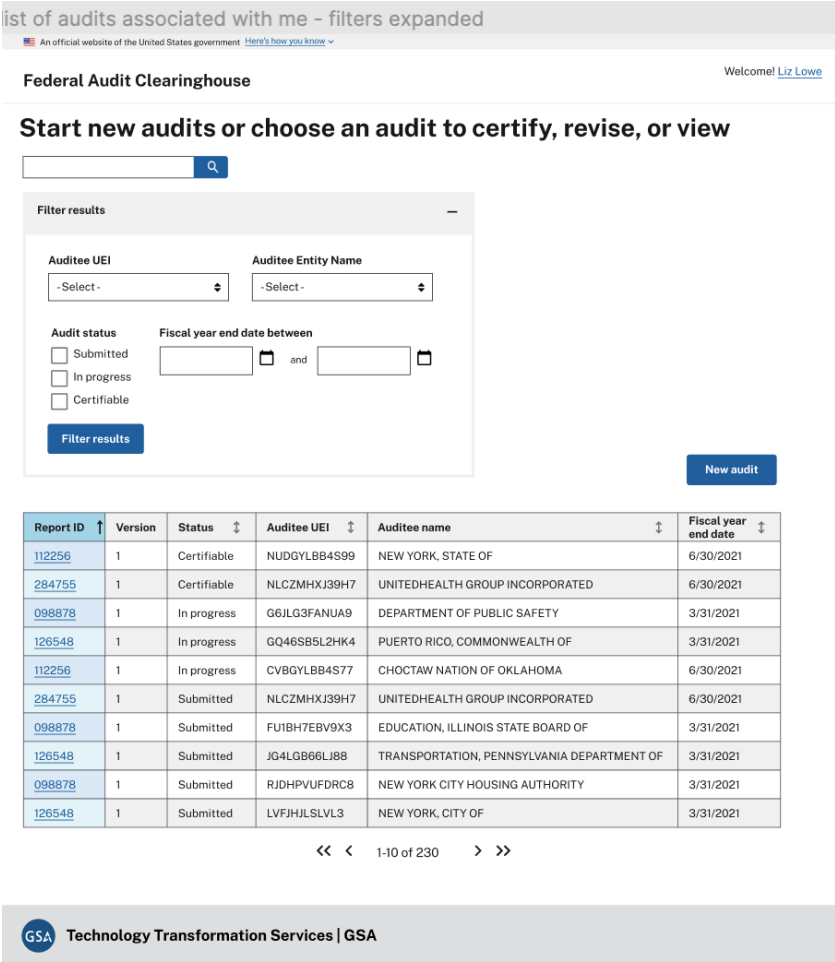 list of audits associated with me - filters expanded
An official website of the United States government Here's how you know
Federal Audit Clearinghouse
Welcome! Liz Lowe
Start new audits or choose an audit to certify, revise, or view
Filter results
Auditee UEI Auditee Entity Name
-Select- -Select-
Audit status Fiscal year end date between
Submitted
and
In progress
Certifiable
Filter results
New audit
Report ID Version Status Auditee UEI Auditee name Fiscal year end date
112256 1 Certifiable NUDGYLBB4S99 NEW YORK, STATE OF 6/30/2021
284755 1 Certifiable NLCZMHXJ39H7 UNITEDHEALTH GROUP INCORPORATED 6/30/2021
098878 1 In progress G6JLG3FANUA9 DEPARTMENT OF PUBLIC SAFETY 3/31/2021
126548 1 In progress GQ46SB5L2HK4 PUERTO RICO, COMMONWEALTH OF 3/31/2021
112256 1 In progress CVBGYLBB4S77 CHOCTAW NATION OF OKLAHOMA 6/30/2021
284755 1 Submitted NLCZMHXJ39H7 UNITEDHEALTH GROUP INCORPORATED 6/30/2021
098878 1 Submitted FU1BH7EBV9X3 EDUCATION, ILLINOIS STATE BOARD OF 3/31/2021
126548 1 Submitted JG4LGB66LJ88 TRANSPORTATION, PENNSYLVANIA DEPARTMENT OF 3/31/2021
098878 1 Submitted RJDHPVUFDRC8 NEW YORK CITY HOUSING AUTHORITY 3/31/2021
126548 1 Submitted LVFJHJLSLVL3 NEW YORK, CITY OF 3/31/2021
1-10 of 230
GSA Technology Transformation Services | GSA